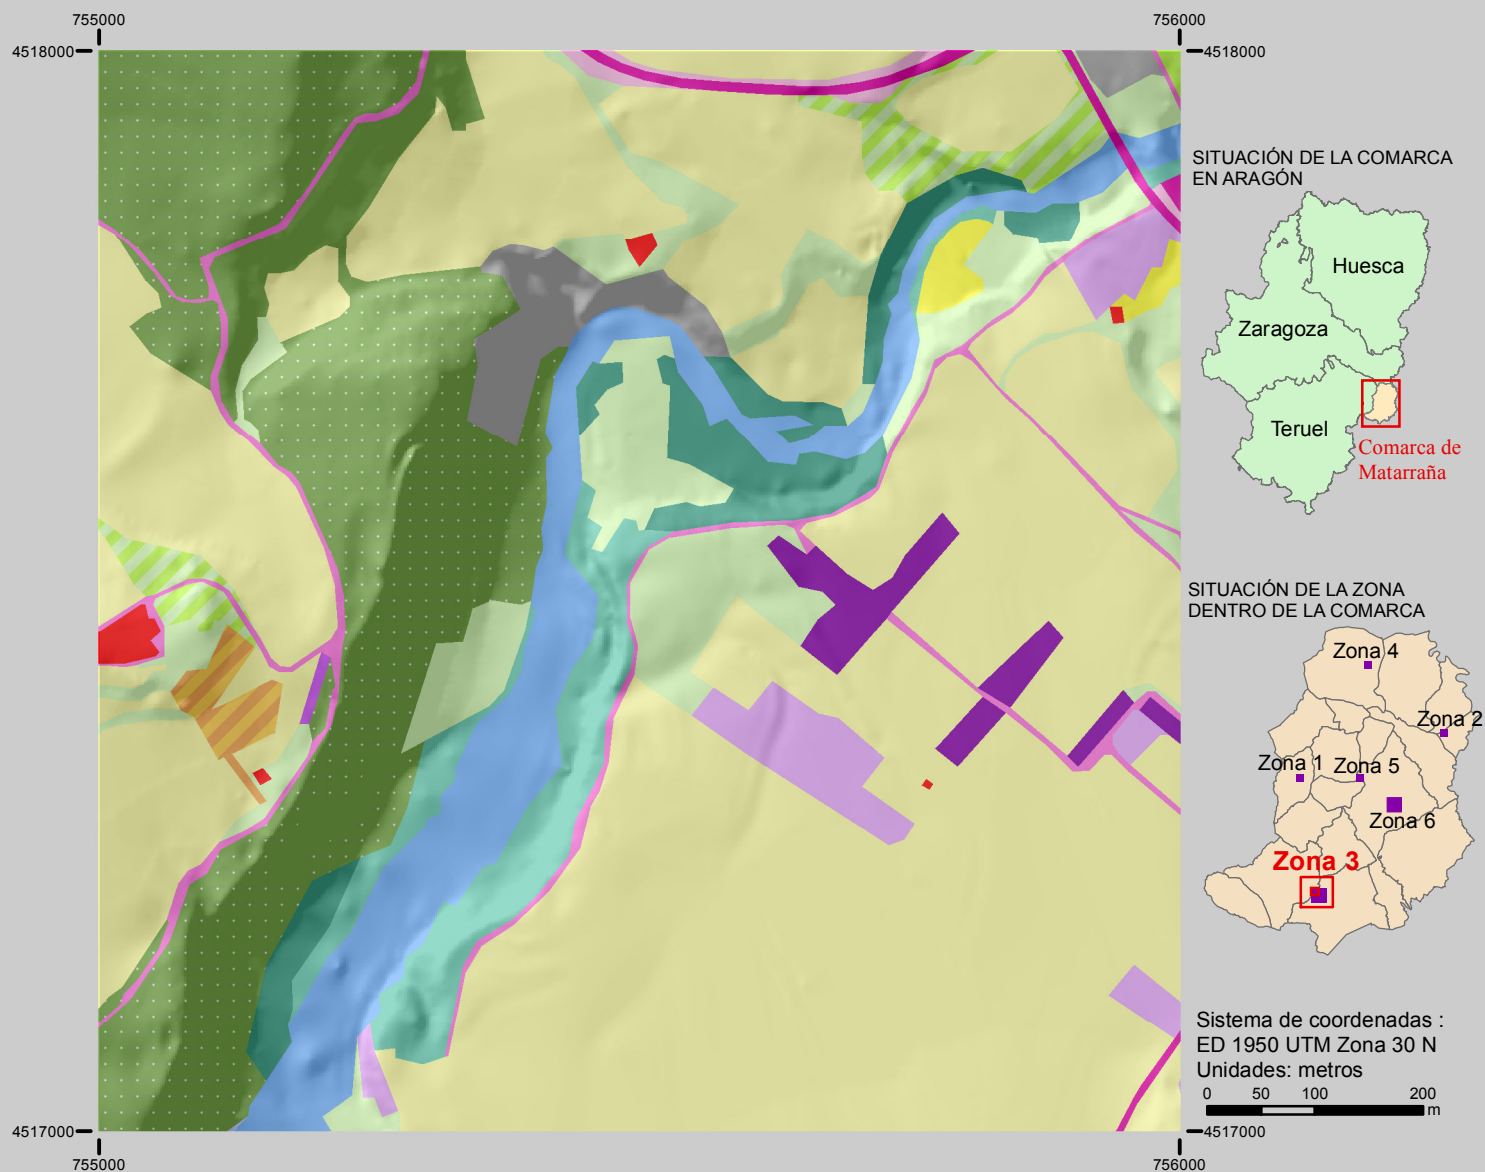 755000
756000
4518000
4518000
SITUACIÓN DE LA COMARCA
EN ARAGÓN
Huesca
Zaragoza
Teruel
Comarca de
Matarraña
SITUACIÓN DE LA ZONA
DENTRO DE LA COMARCA
Zona 4
Zona 2
Zona 1
Zona 5
Zona 6
Zona 3
Sistema de coordenadas :
ED 1950 UTM Zona 30 N
Unidades: metros
0 50 100 200
m
4517000
4517000
755000
756000